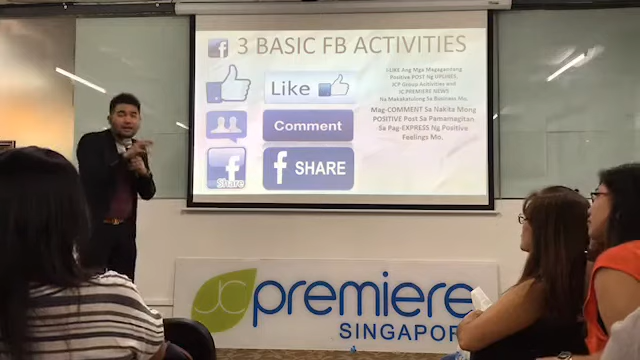 3 BASIC FB ACTIVITIES
Like
Comment
f SHARE
Share
I LIKE Ang Mga Magagandang
Positive POST Ng UPLINES,
JCP Group Activities and
JC PREMIERE NEWS
Na Makakatulong Sa Business Mo.
Mag-COMMENT Sa Nakita Mong
POSITIVE Post Sa Pamamagitan
Sa Pag-EXPRESS Ng Positive
Feelings Mo.
JC premiere
SINGAPOR